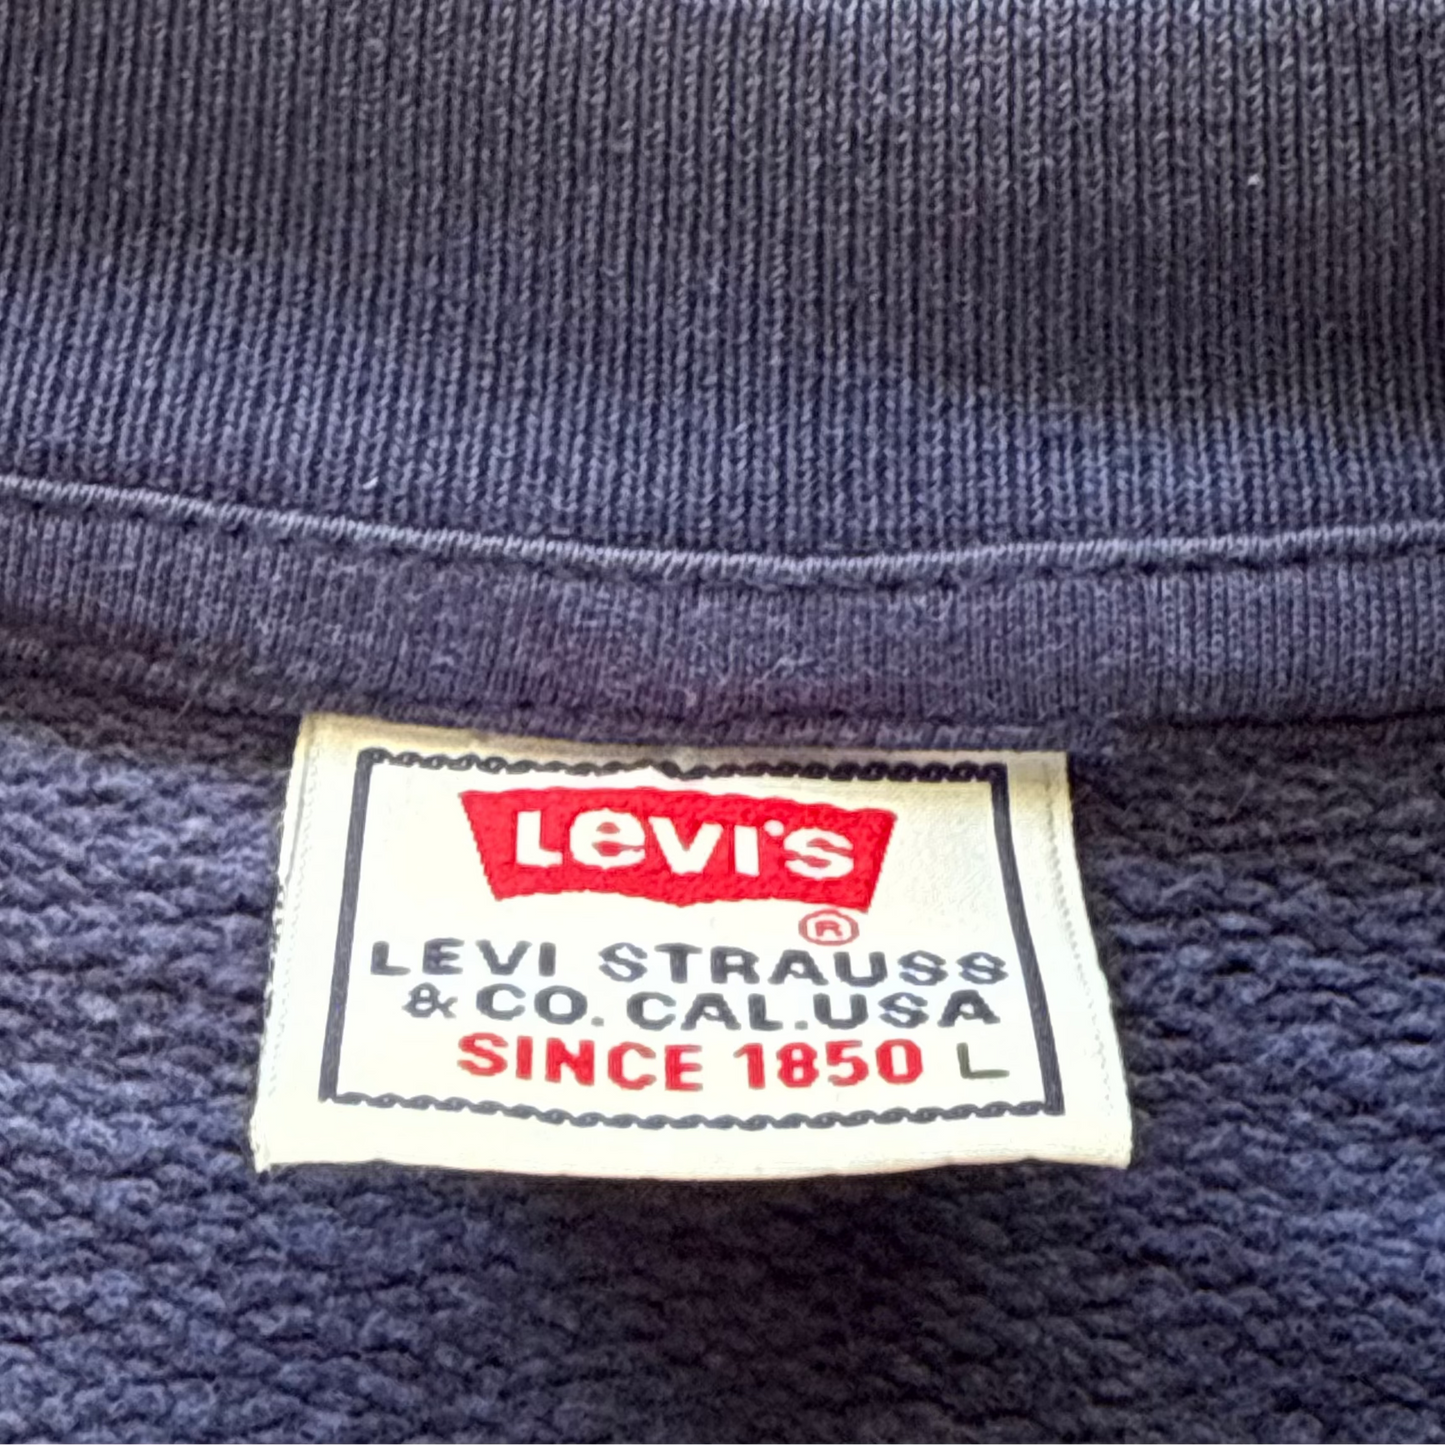 Levi's
®
LEVI STRAUSS
& CO. CAL.USA
SINCE 1850 L